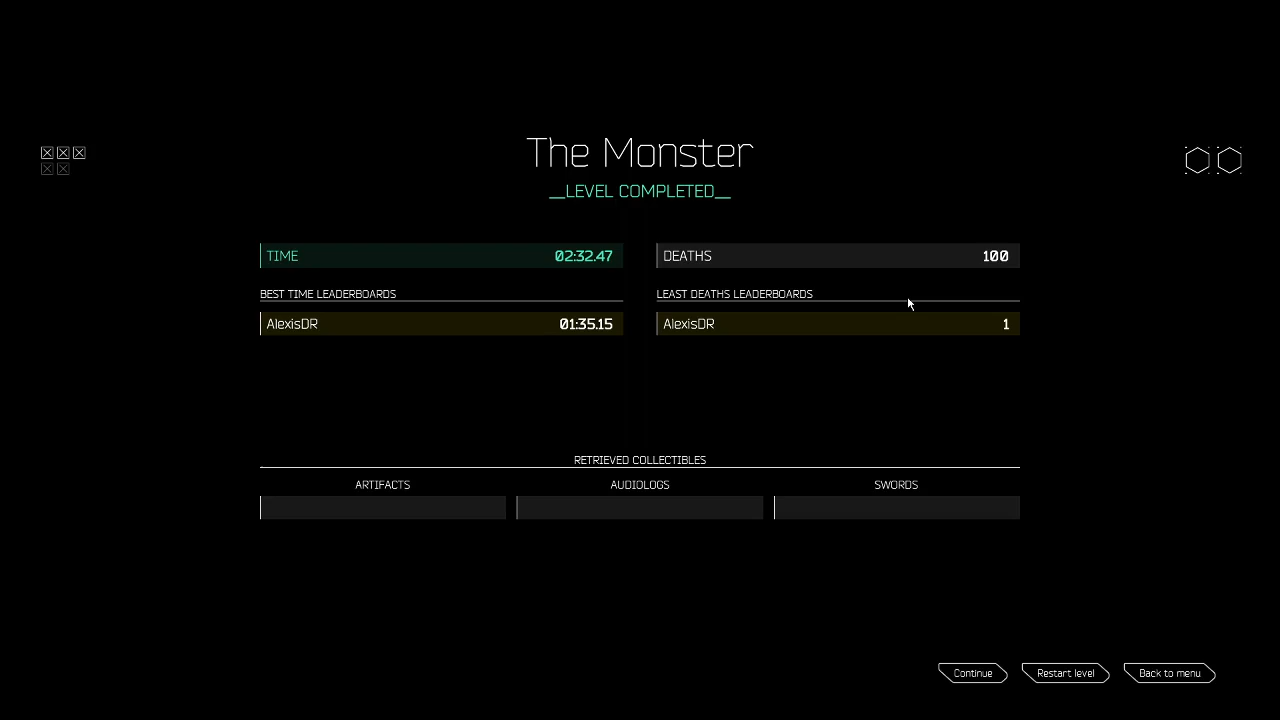 The Monster
__LEVEL COMPLETED__
TIME 02:32.47
DEATHS 100
BEST TIME LEADERBOARDS
LEAST DEATHS LEADERBOARDS
AlexisDR 01:35.15
AlexisDR 1
RETRIEVED COLLECTIBLES
ARTIFACTS
AUDIOLOGS
SWORDS
Continue
Restart level
Back to menu